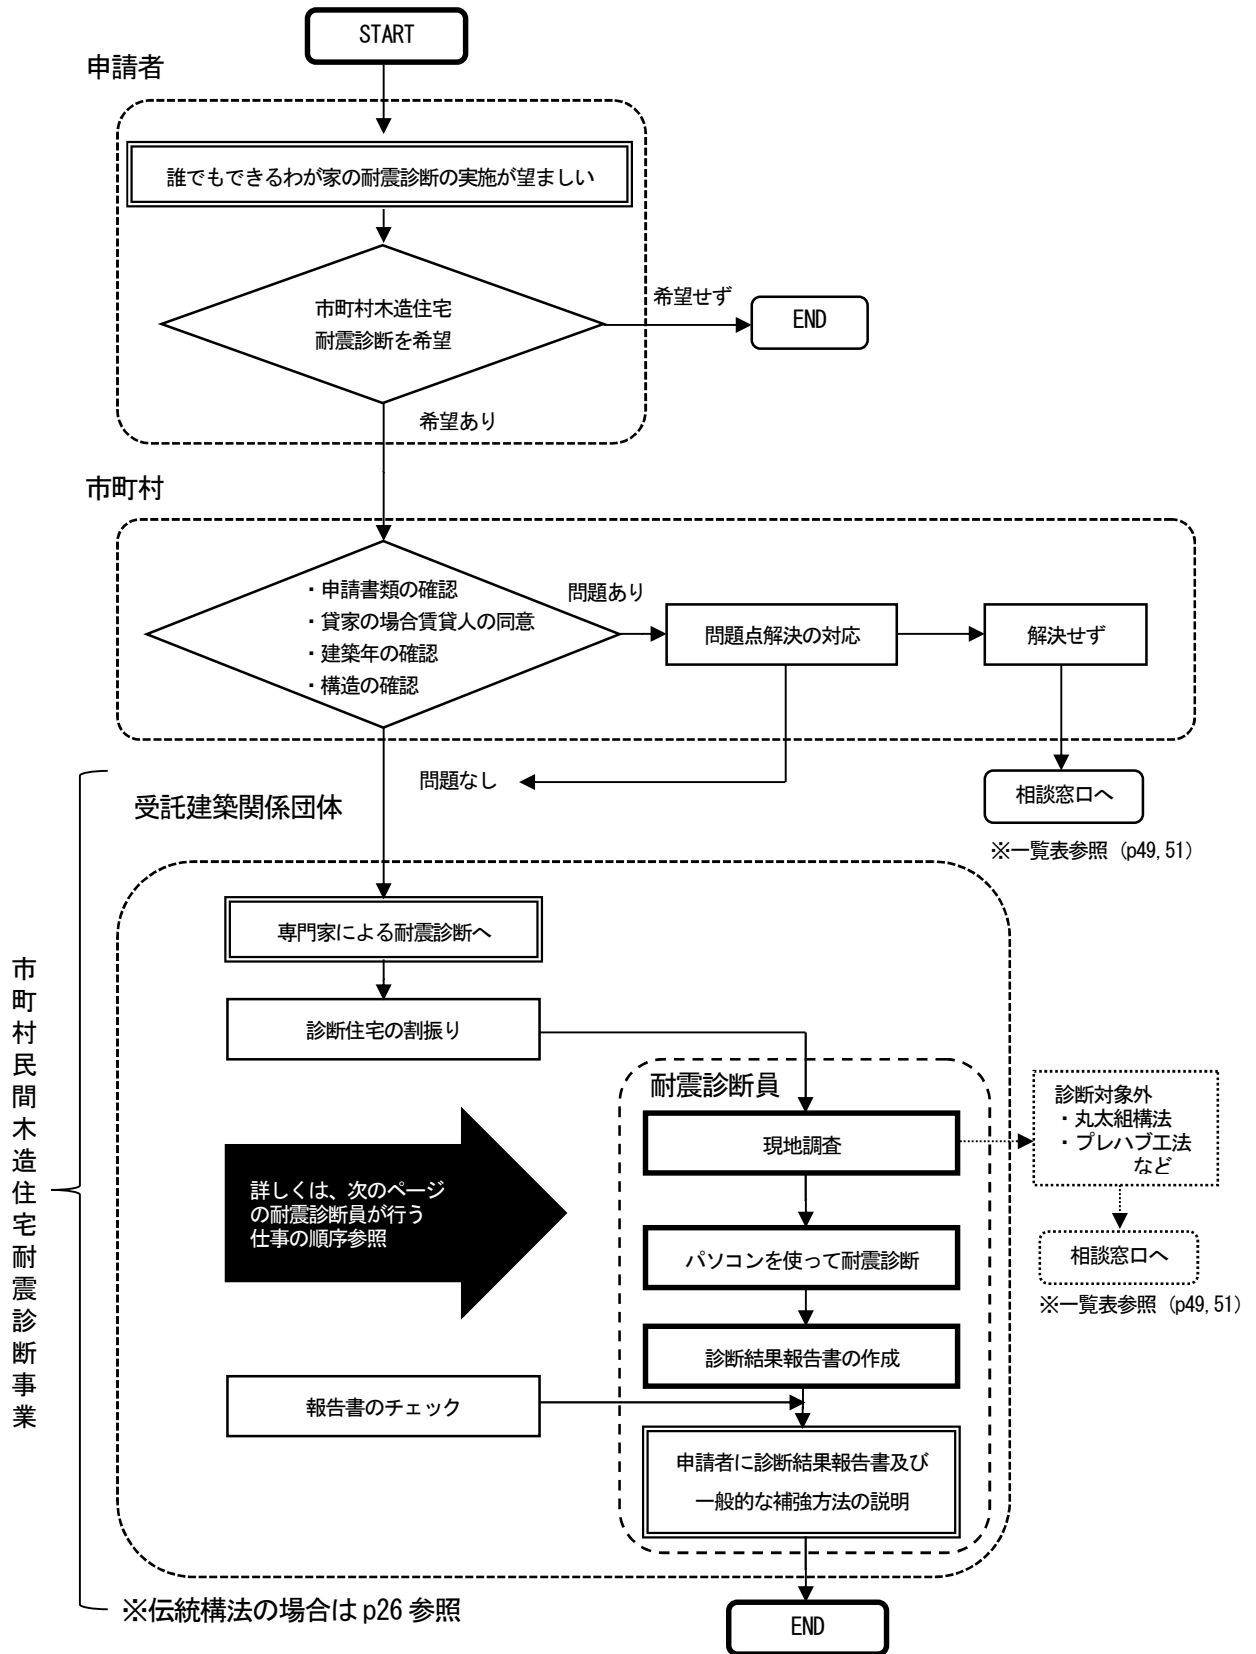 START
申請者
誰でもできるわが家の耐震診断の実施が望ましい
市町村木造住宅
耐震診断を希望
希望せず
END
希望あり
市町村
・申請書類の確認
・貸家の場合賃貸人の同意
・建築年の確認
・構造の確認
問題あり
問題点解決の対応
解決せず
問題なし
相談窓口へ
※一覧表参照（p49,51）
受託建築関係団体
市町村民間木造住宅耐震診断事業
専門家による耐震診断へ
診断住宅の割振り
耐震診断員
現地調査
診断対象外
・丸太組構法
・プレハブ工法
など
詳しくは、次のページ
の耐震診断員が行う
仕事の順序参照
パソコンを使って耐震診断
相談窓口へ
※一覧表参照（p49,51）
診断結果報告書の作成
報告書のチェック
申請者に診断結果報告書及び
一般的な補強方法の説明
※伝統構法の場合は p26 参照
END